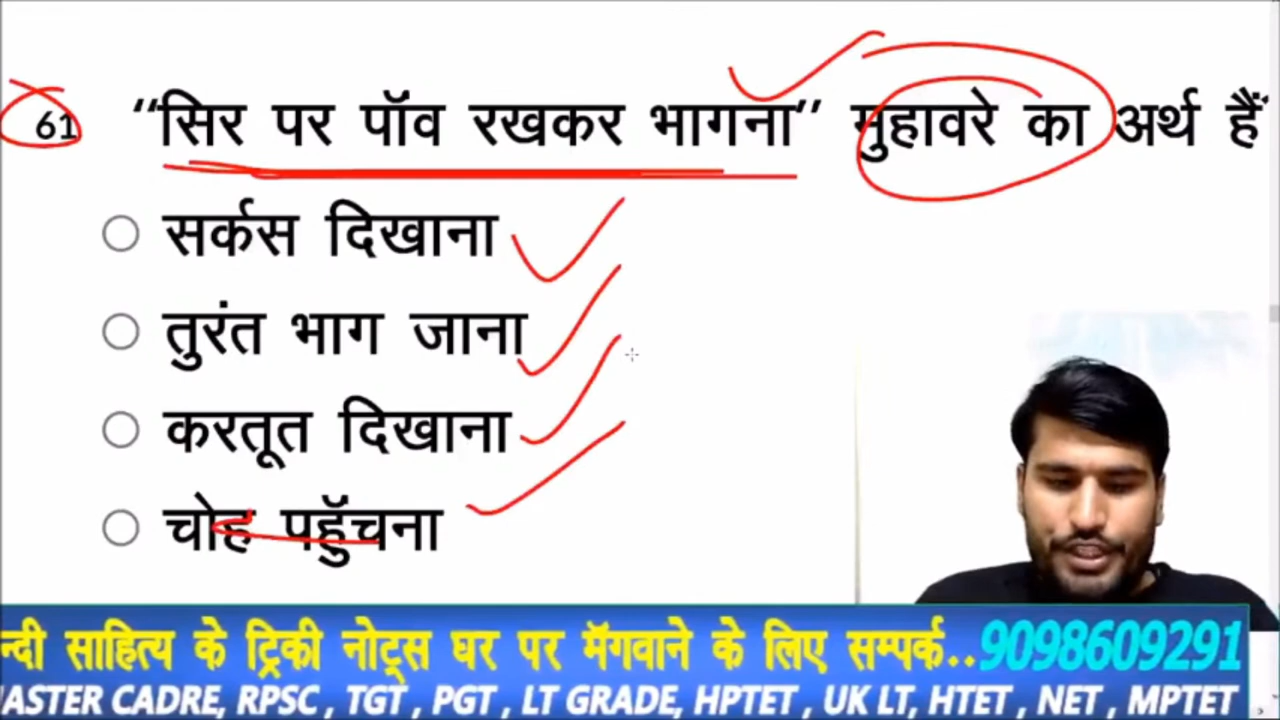 61 “सिर पर पॉव रखकर भागना” मुहावरे का अर्थ हैं
सर्कस दिखाना
तुरंत भाग जाना
करतूत दिखाना
चोह पहुॅचना
न्दी साहित्य के ट्रिकी नोट्स घर पर मॅगवाने के लिए सम्पर्क..9098609291
MASTER CADRE, RPSC , TGT , PGT , LT GRADE, HPTET , UK LT, HTET , NET , MPTET